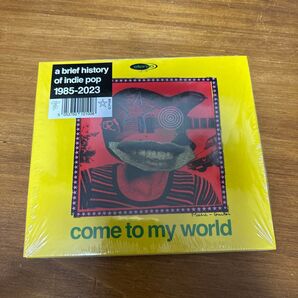 a brief history
of indie pop
1985-2023
come to my world